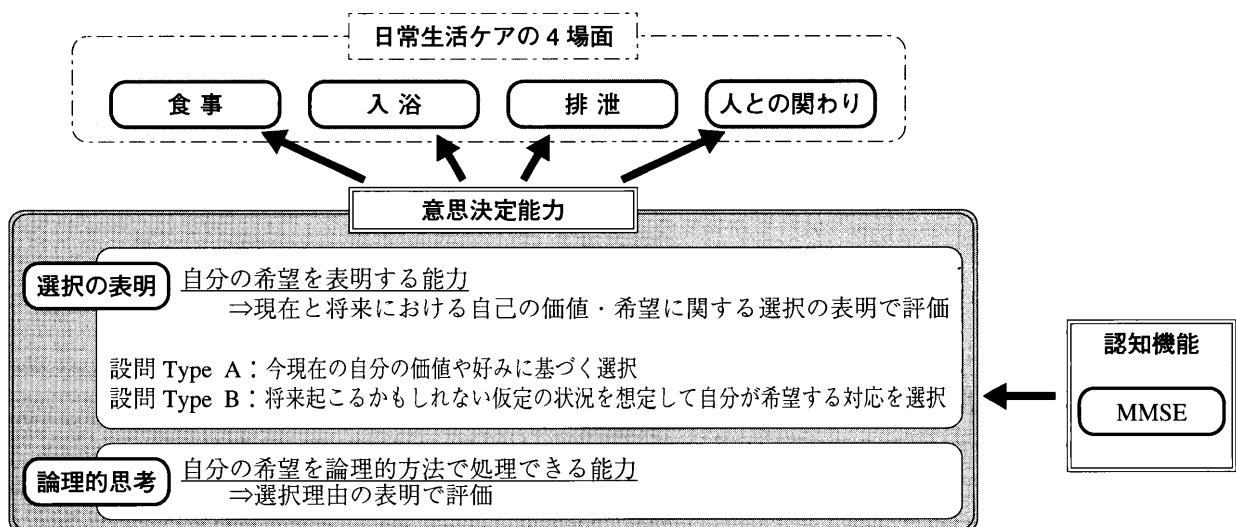 日常生活ケアの4場面
食事
入浴
排泄
人との関わり
意思決定能力
選択の表明
自分の希望を表明する能力
⇒現在と将来における自己の価値・希望に関する選択の表明で評価
設問 Type A：今現在の自分の価値や好みに基づく選択
設問 Type B：将来起こるかもしれない仮定の状況を想定して自分が希望する対応を選択
論理的思考
自分の希望を論理的方法で処理できる能力
⇒選択理由の表明で評価
認知機能
MMSE